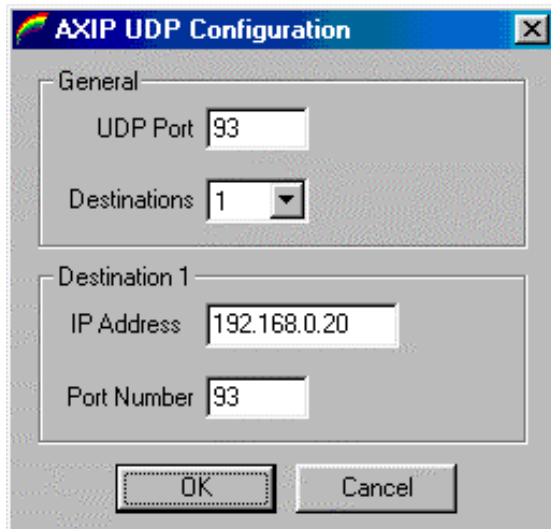 AXIP UDP Configuration
General
UDP Port 93
Destinations 1
Destination 1
IP Address 192.168.0.20
Port Number 93
OK Cancel